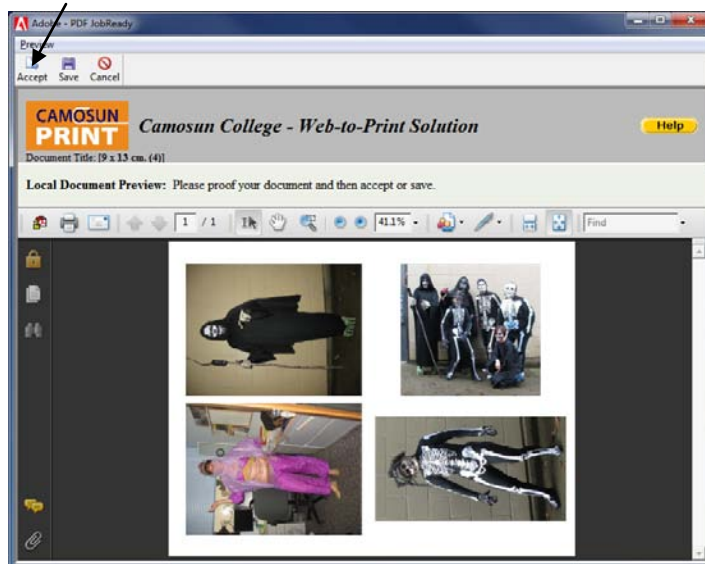 Adobe - PDF JobReady
Preview
Accept Save Cancel
CAMOSUN
PRINT
Camosun College - Web-to-Print Solution
Help
Document Title: [9 x 13 cm. (4)]
Local Document Preview: Please proof your document and then accept or save.
1 / 1 41.1% Find